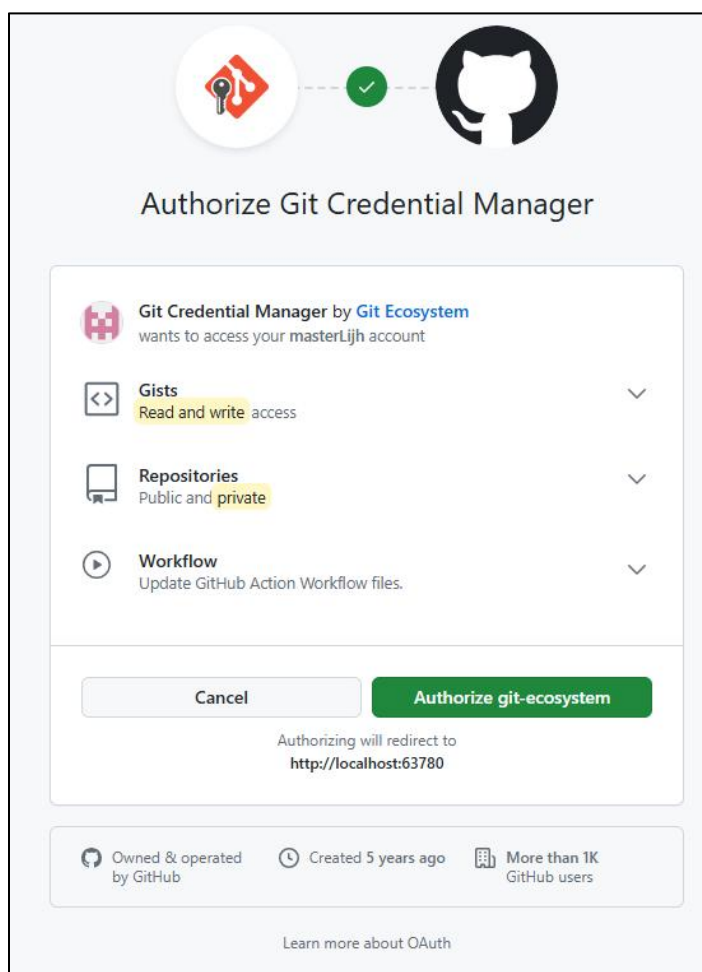 Authorize Git Credential Manager
Git Credential Manager by Git Ecosystem
wants to access your masterLijh account
Gists
Read and write access
Repositories
Public and private
Workflow
Update GitHub Action Workflow files.
Cancel
Authorize git-ecosystem
Authorizing will redirect to
http://localhost:63780
Owned & operated
by GitHub
Created 5 years ago
More than 1K
GitHub users
Learn more about OAuth